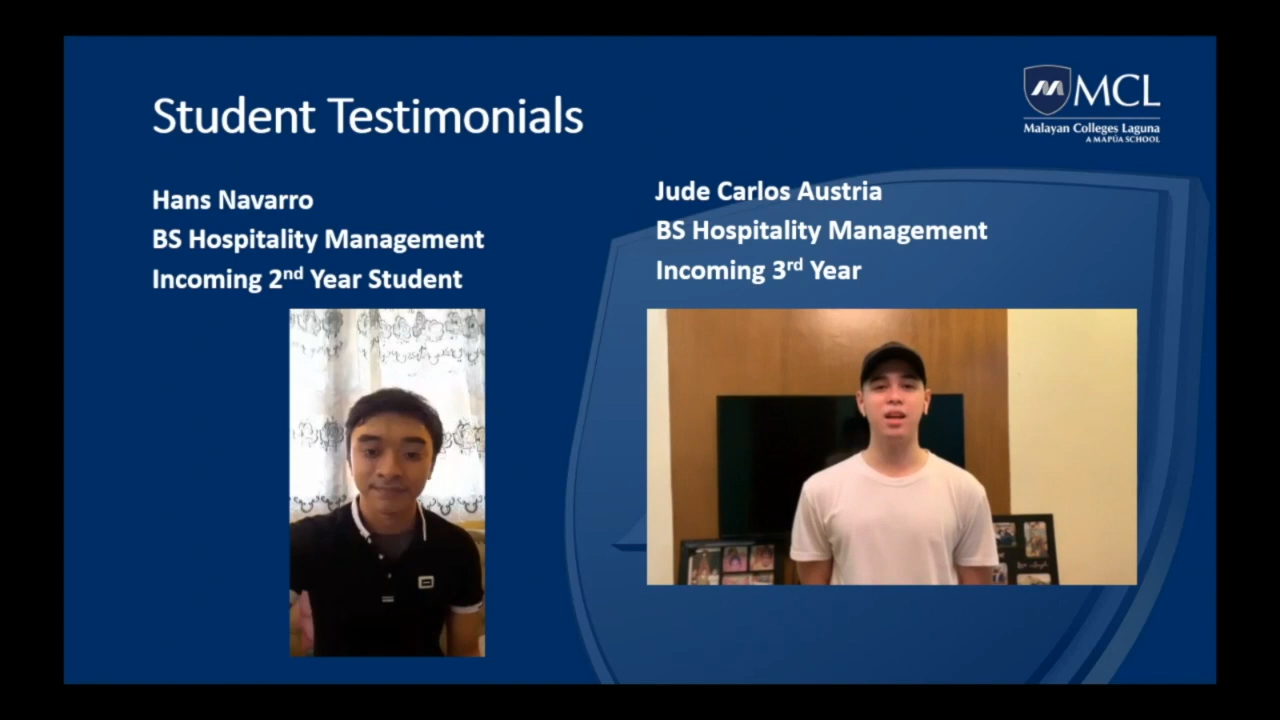 Student Testimonials
MCL
Malayan Colleges Laguna
A MAPÚA SCHOOL
Hans Navarro
BS Hospitality Management
Incoming 2nd Year Student
Jude Carlos Austria
BS Hospitality Management
Incoming 3rd Year